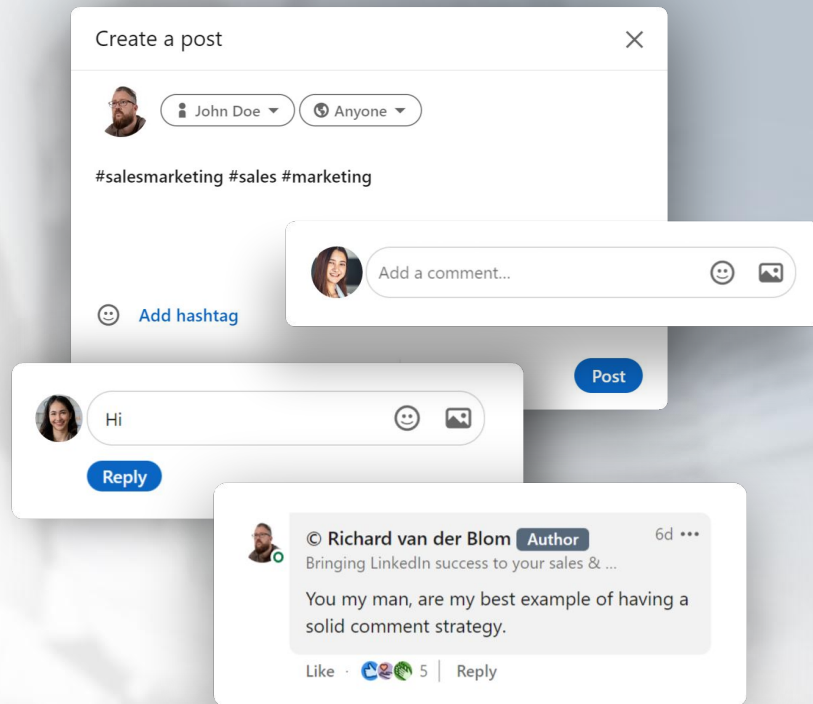 Create a post
John Doe
Anyone
#salesmarketing #sales #marketing
Add a comment...
Add hashtag
Post
Hi
Reply
© Richard van der Blom Author 6d
Bringing LinkedIn success to your sales & ...
You my man, are my best example of having a
solid comment strategy.
Like · 5 | Reply